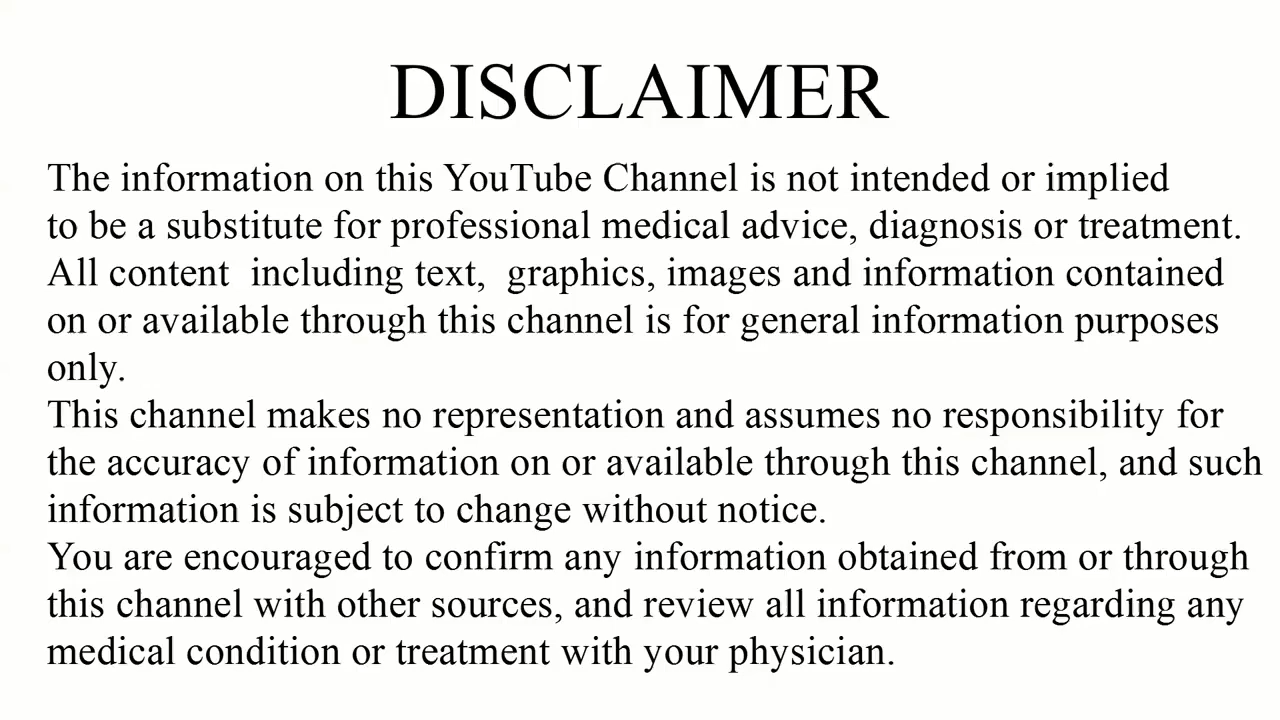 DISCLAIMER
The information on this YouTube Channel is not intended or implied
to be a substitute for professional medical advice, diagnosis or treatment.
All content  including text,  graphics, images and information contained
on or available through this channel is for general information purposes
only.
This channel makes no representation and assumes no responsibility for
the accuracy of information on or available through this channel, and such
information is subject to change without notice.
You are encouraged to confirm any information obtained from or through
this channel with other sources, and review all information regarding any
medical condition or treatment with your physician.